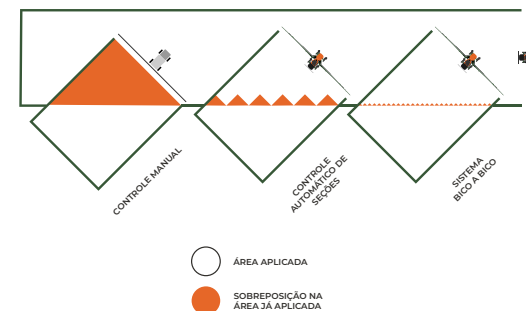 CONTROLE MANUAL
CONTROLE
AUTOMÁTICO DE
SEÇÕES
SISTEMA
BICO A BICO
ÁREA APLICADA
SOBREPOSIÇÃO NA
ÁREA JÁ APLICADA